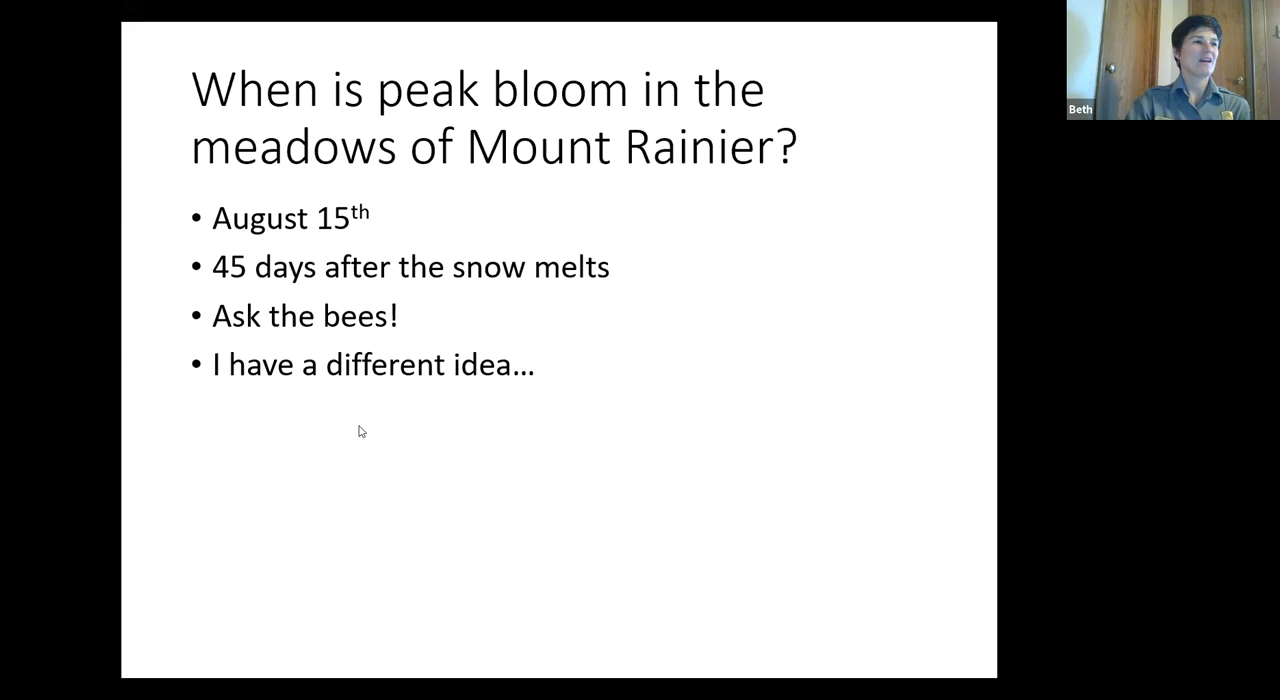 When is peak bloom in the
meadows of Mount Rainier?
• August 15th
• 45 days after the snow melts
• Ask the bees!
• I have a different idea...
Beth